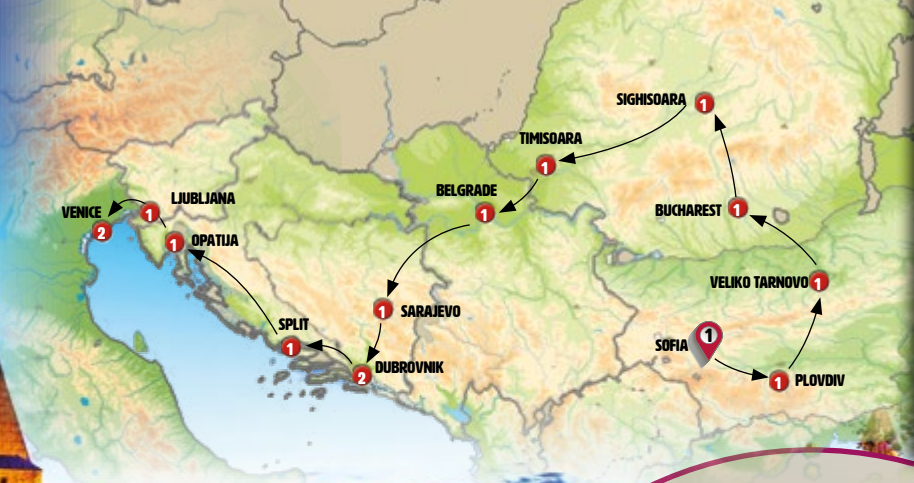 SIGHISOARA 1
TIMISOARA
1
BELGRADE
1
LJUBLJANA
1
VENICE
2
OPATIJA
1
BUCHAREST 1
VELIKO TARNOVO 1
SARAJEVO
1
SPLIT
1
SOFIA 1
DUBROVNIK
2
1 PLOVDIV